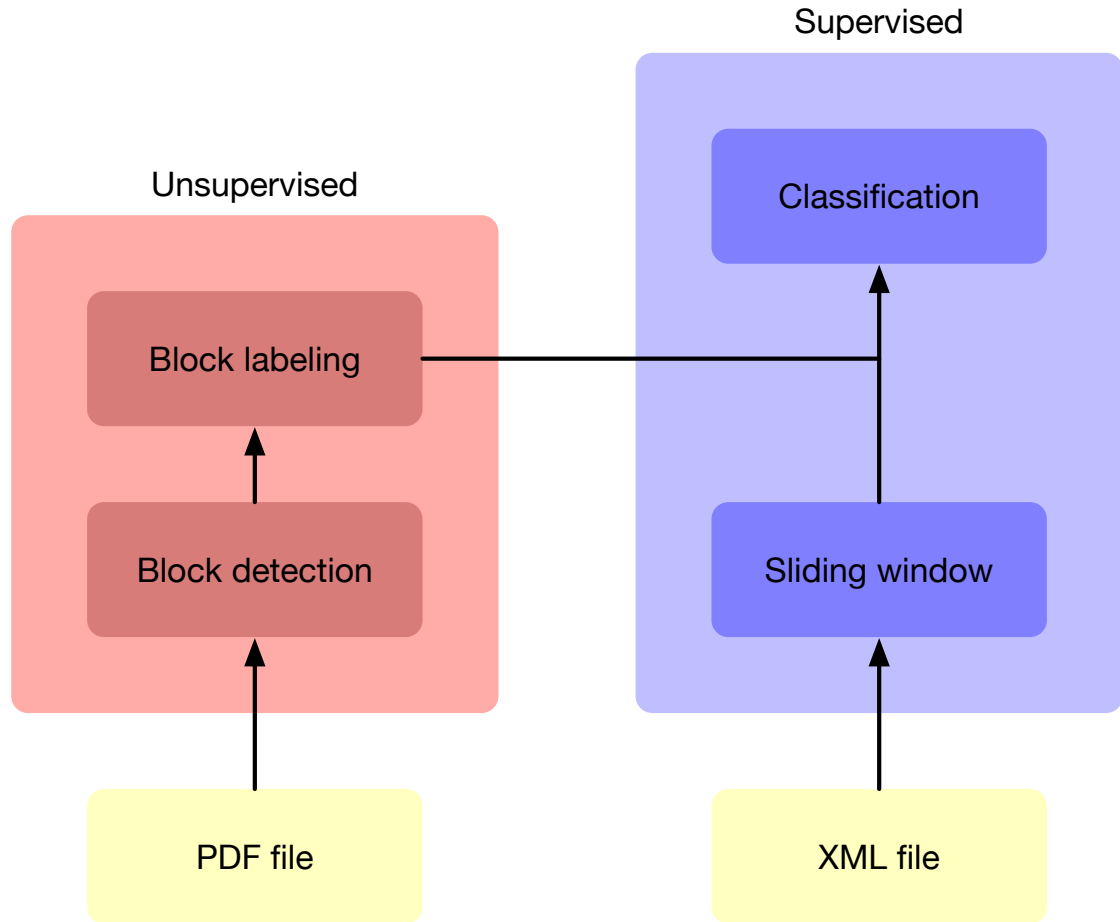 Supervised
Classification
Unsupervised
Block labeling
Block detection
Sliding window
PDF file
XML file